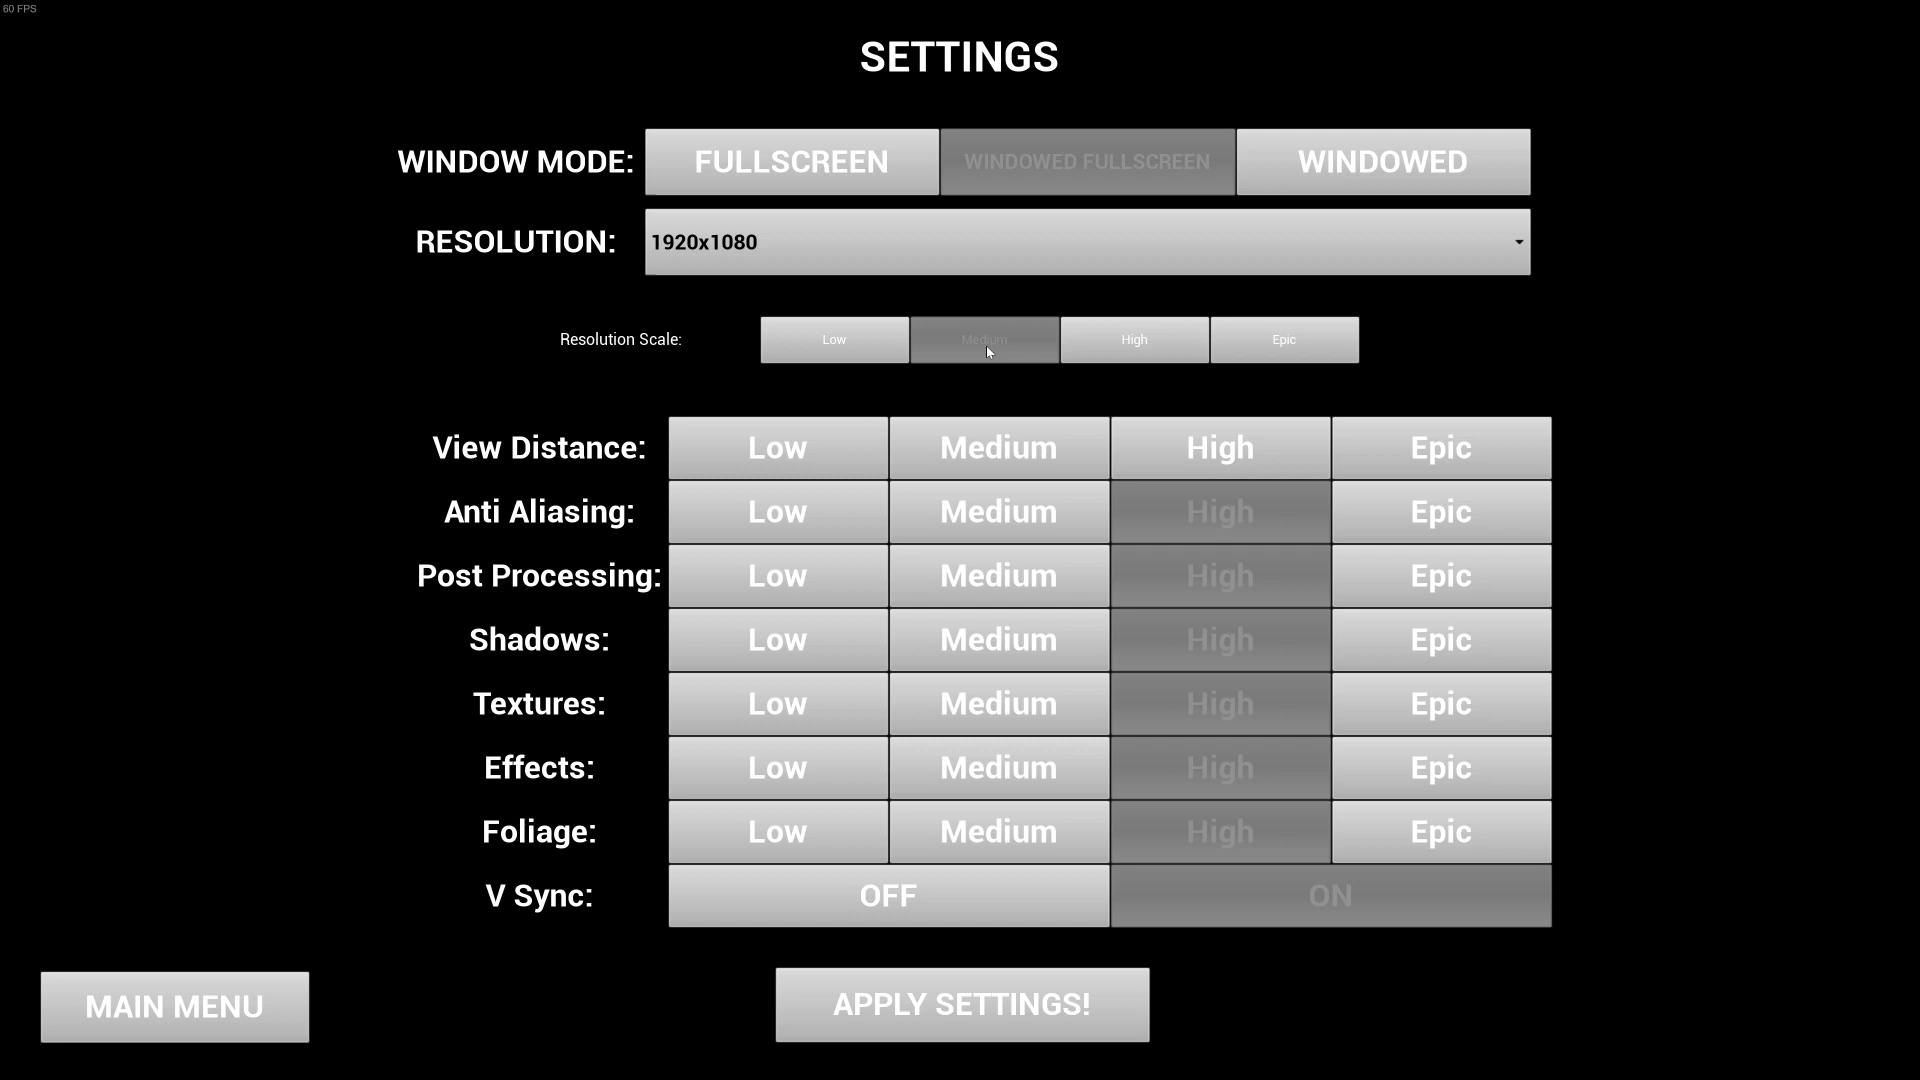 60 FPS
SETTINGS
WINDOW MODE: FULLSCREEN WINDOWED FULLSCREEN WINDOWED
RESOLUTION: 1920x1080
Resolution Scale: Low Medium High Epic
View Distance: Low Medium High Epic
Anti Aliasing: Low Medium High Epic
Post Processing: Low Medium High Epic
Shadows: Low Medium High Epic
Textures: Low Medium High Epic
Effects: Low Medium High Epic
Foliage: Low Medium High Epic
V Sync: OFF ON
MAIN MENU APPLY SETTINGS!